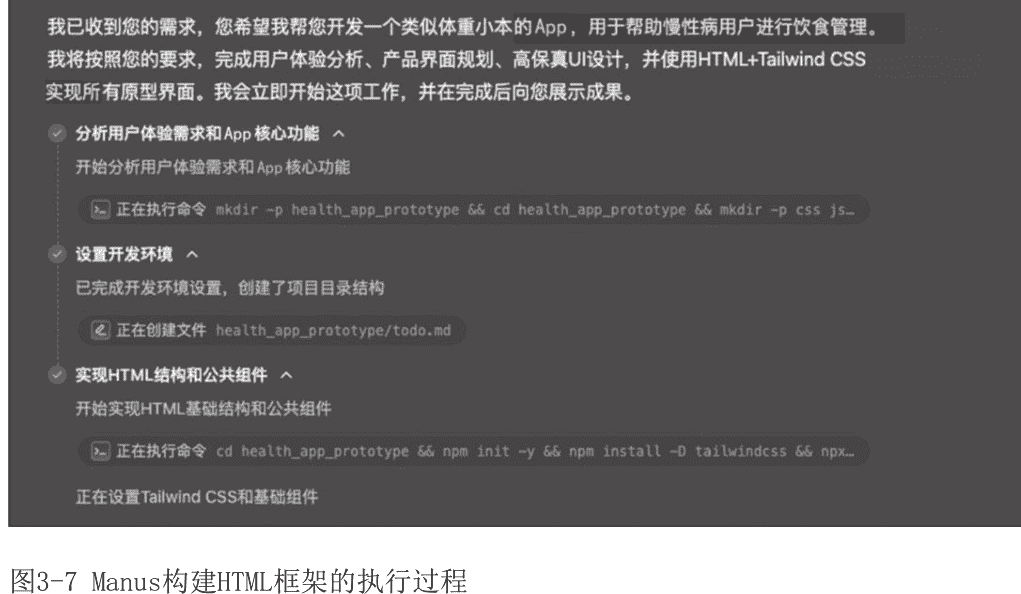 我已收到您的需求，您希望我帮您开发一个类似体重小本的App，用于帮助慢性病用户进行饮食管理。
我将按照您的要求，完成用户体验分析、产品界面规划、高保真UI设计，并使用HTML+Tailwind CSS
实现所有原型界面。我会立即开始这项工作，并在完成后向您展示成果。
分析用户体验需求和App核心功能
开始分析用户体验需求和App核心功能
正在执行命令 mkdir -p health_app_prototype && cd health_app_prototype && mkdir -p css js…
设置开发环境
已完成开发环境设置，创建了项目目录结构
正在创建文件 health_app_prototype/todo.md
实现HTML结构和公共组件
开始实现HTML基础结构和公共组件
正在执行命令 cd health_app_prototype && npm init -y && npm install -D tailwindcss && npx…
正在设置Tailwind CSS和基础组件
图3-7 Manus构建HTML框架的执行过程